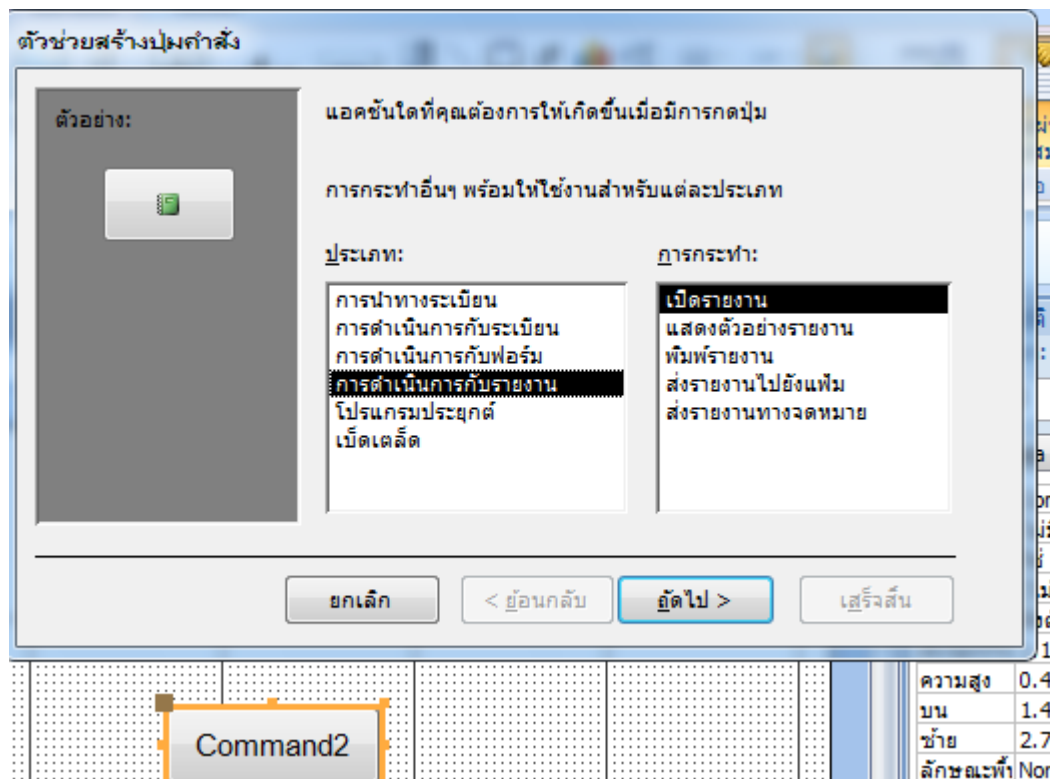 ตัวช่วยสร้างปุ่มคำสั่ง
ตัวอย่าง:
แอคชันใดที่คุณต้องการให้เกิดขึ้นเมื่อมีการกดปุ่ม
การกระทำอื่นๆ พร้อมให้ใช้งานสำหรับแต่ละประเภท
ประเภท:
การกระทำ:
การนำทางระเบียน
การดำเนินการกับระเบียน
การดำเนินการกับฟอร์ม
การดำเนินการกับรายงาน
โปรแกรมประยุกต์
เบ็ดเตล็ด
เปิดรายงาน
แสดงตัวอย่างรายงาน
พิมพ์รายงาน
ส่งรายงานไปยังแฟ้ม
ส่งรายงานทางจดหมาย
ยกเลิก
< ย้อนกลับ
ถัดไป >
เสร็จสิ้น
Command2
ความสูง 0.4
บน 1.4
ซ้าย 2.7